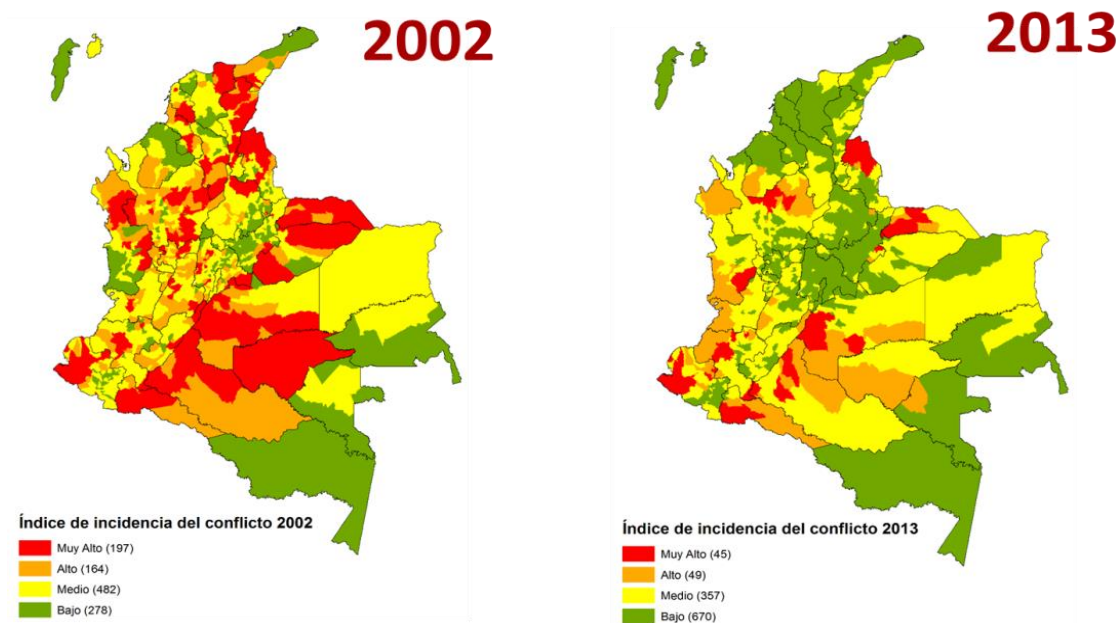 2002
2013
Índice de incidencia del conflicto 2002
Muy Alto (197)
Alto (164)
Medio (482)
Bajo (278)
Índice de incidencia del conflicto 2013
Muy Alto (45)
Alto (49)
Medio (357)
Bajo (670)